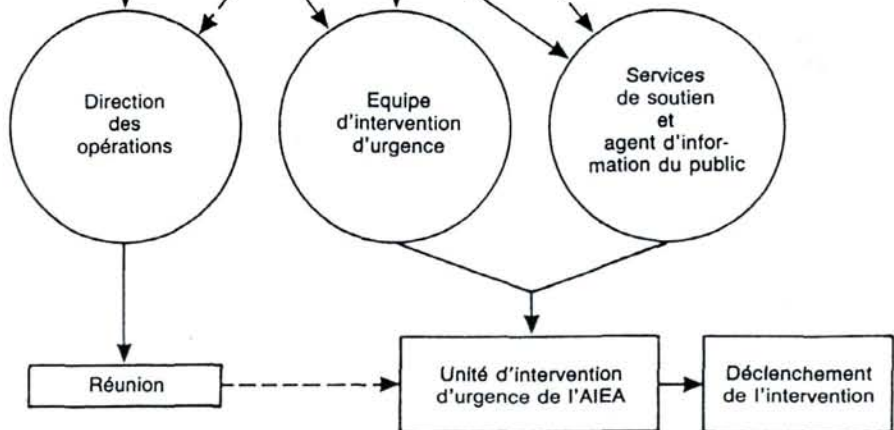 Direction
des
opérations
Equipe
d'intervention
d'urgence
Services
de soutien
et
agent d'infor-
mation du public
Réunion
Unité d'intervention
d'urgence de l'AIEA
Déclenchement
de l'intervention